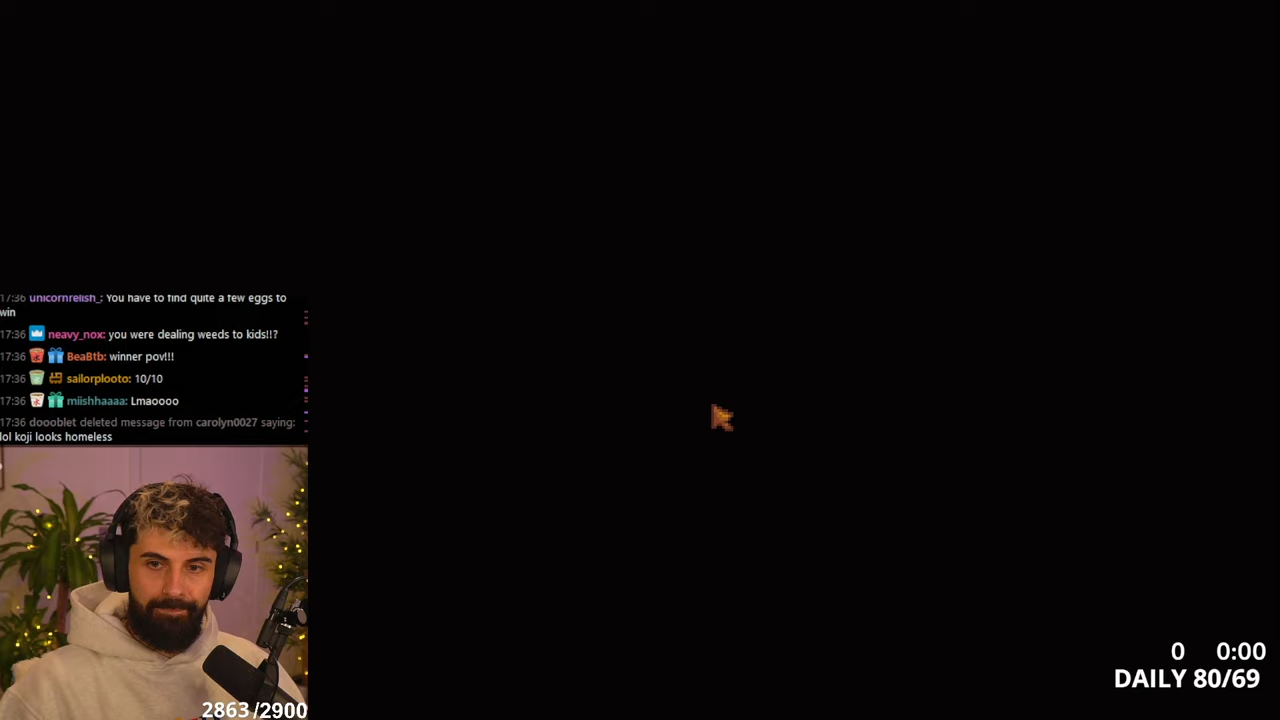 17:36 unicornrelish_: You have to find quite a few eggs to
win
17:36 neavy_nox: you were dealing weeds to kids!!?
17:36 BeaBtb: winner pov!!!
17:36 sailorplooto: 10/10
17:36 miishhaaaa: Lmaoooo
17:36 doooblet deleted message from carolyn0027 saying:
lol koji looks homeless
2863/2900
0 0:00
DAILY 80/69